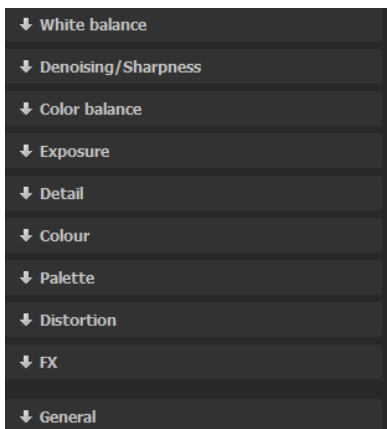 White balance
Denoising/Sharpness
Color balance
Exposure
Detail
Colour
Palette
Distortion
FX
General